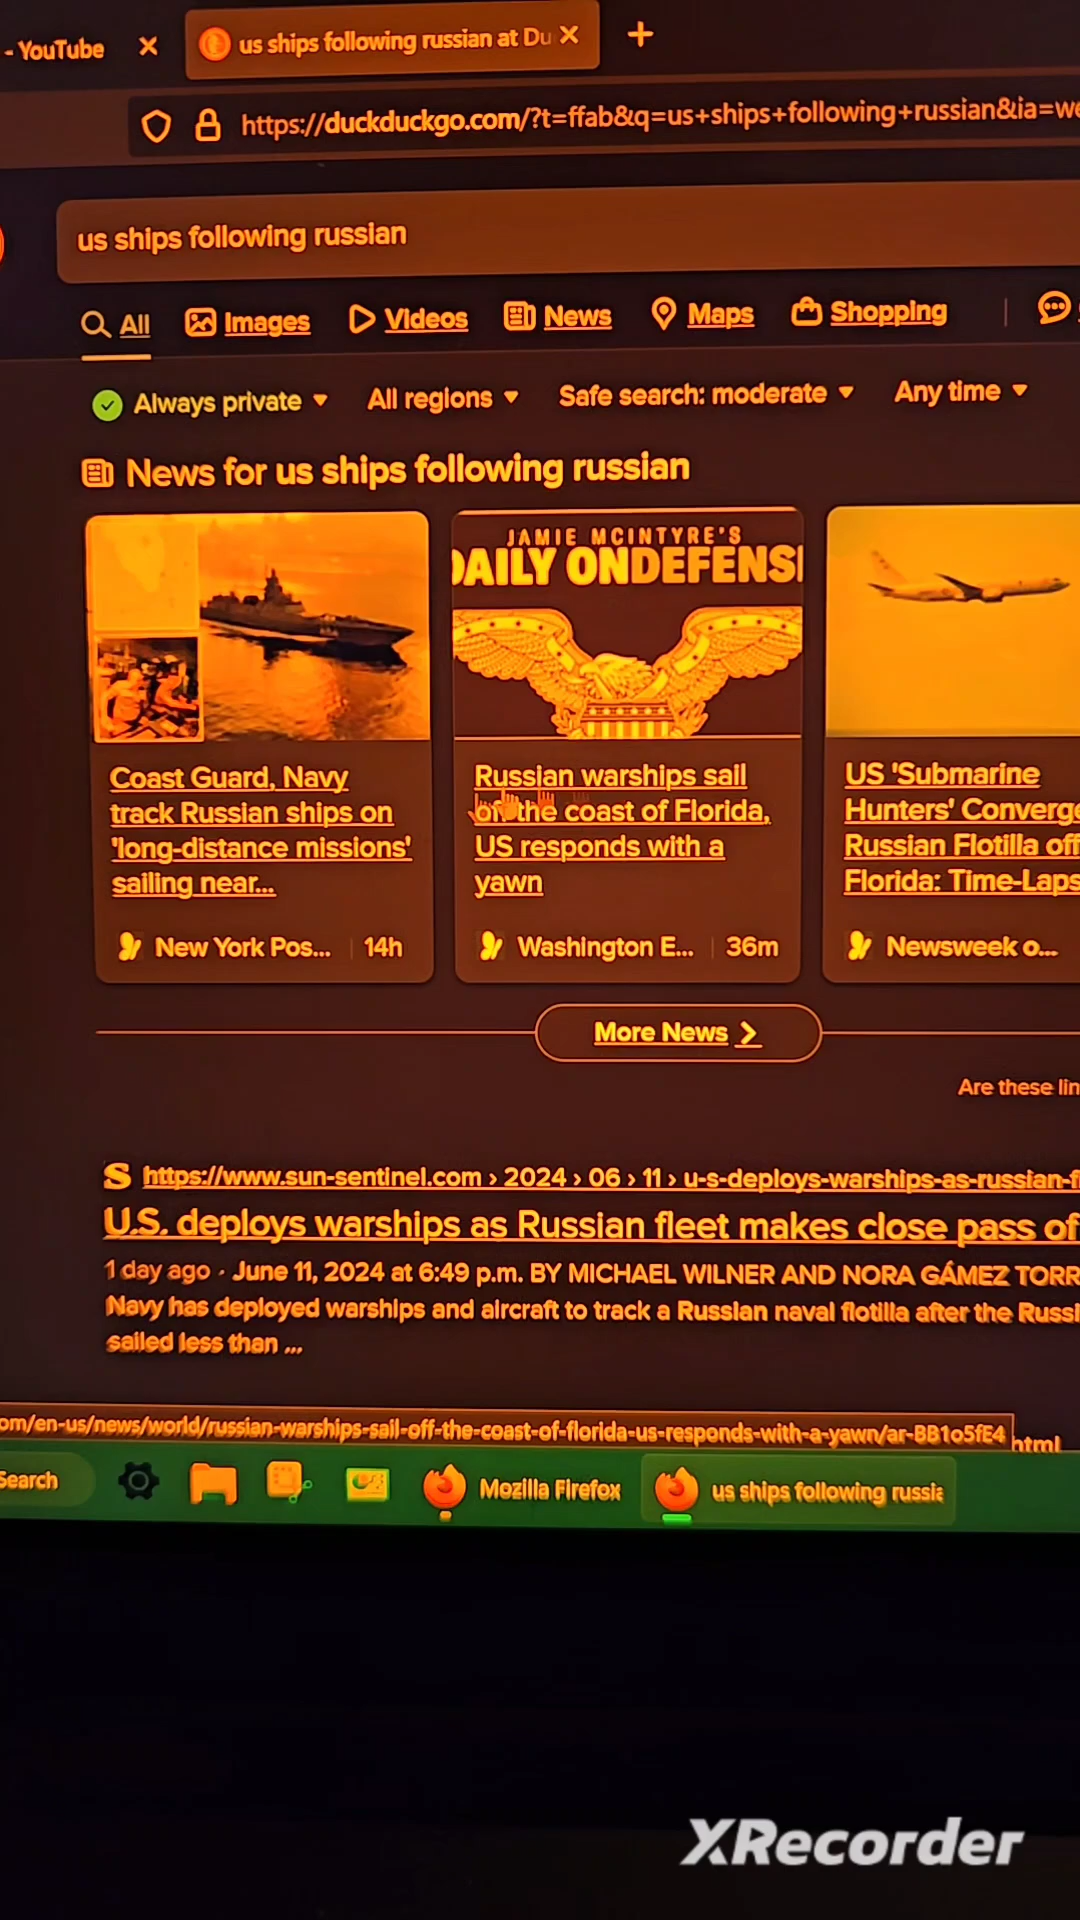 - YouTube
us ships following russian at Du
https://duckduckgo.com/?t=ffab&q=us+ships+following+russian&ia=we
us ships following russian
All Images Videos News Maps Shopping
Always private All regions Safe search: moderate Any time
News for us ships following russian
JAMIE MCINTYRE'S
DAILY ONDEFENSE
Coast Guard, Navy
track Russian ships on
'long-distance missions'
sailing near...
New York Pos... 14h
Russian warships sail
off the coast of Florida,
US responds with a
yawn
Washington E... 36m
US 'Submarine
Hunters' Converge
Russian Flotilla off
Florida: Time-Laps
Newsweek o...
More News
Are these lin
S https://www.sun-sentinel.com › 2024 › 06 › 11 › u-s-deploys-warships-as-russian-f
U.S. deploys warships as Russian fleet makes close pass of
1 day ago · June 11, 2024 at 6:49 p.m. BY MICHAEL WILNER AND NORA GÁMEZ TORR
Navy has deployed warships and aircraft to track a Russian naval flotilla after the Russi
sailed less than ...
om/en-us/news/world/russian-warships-sail-off-the-coast-of-florida-us-responds-with-a-yawn/ar-BB1o5fE4
html
Search Mozilla Firefox us ships following russia
XRecorder